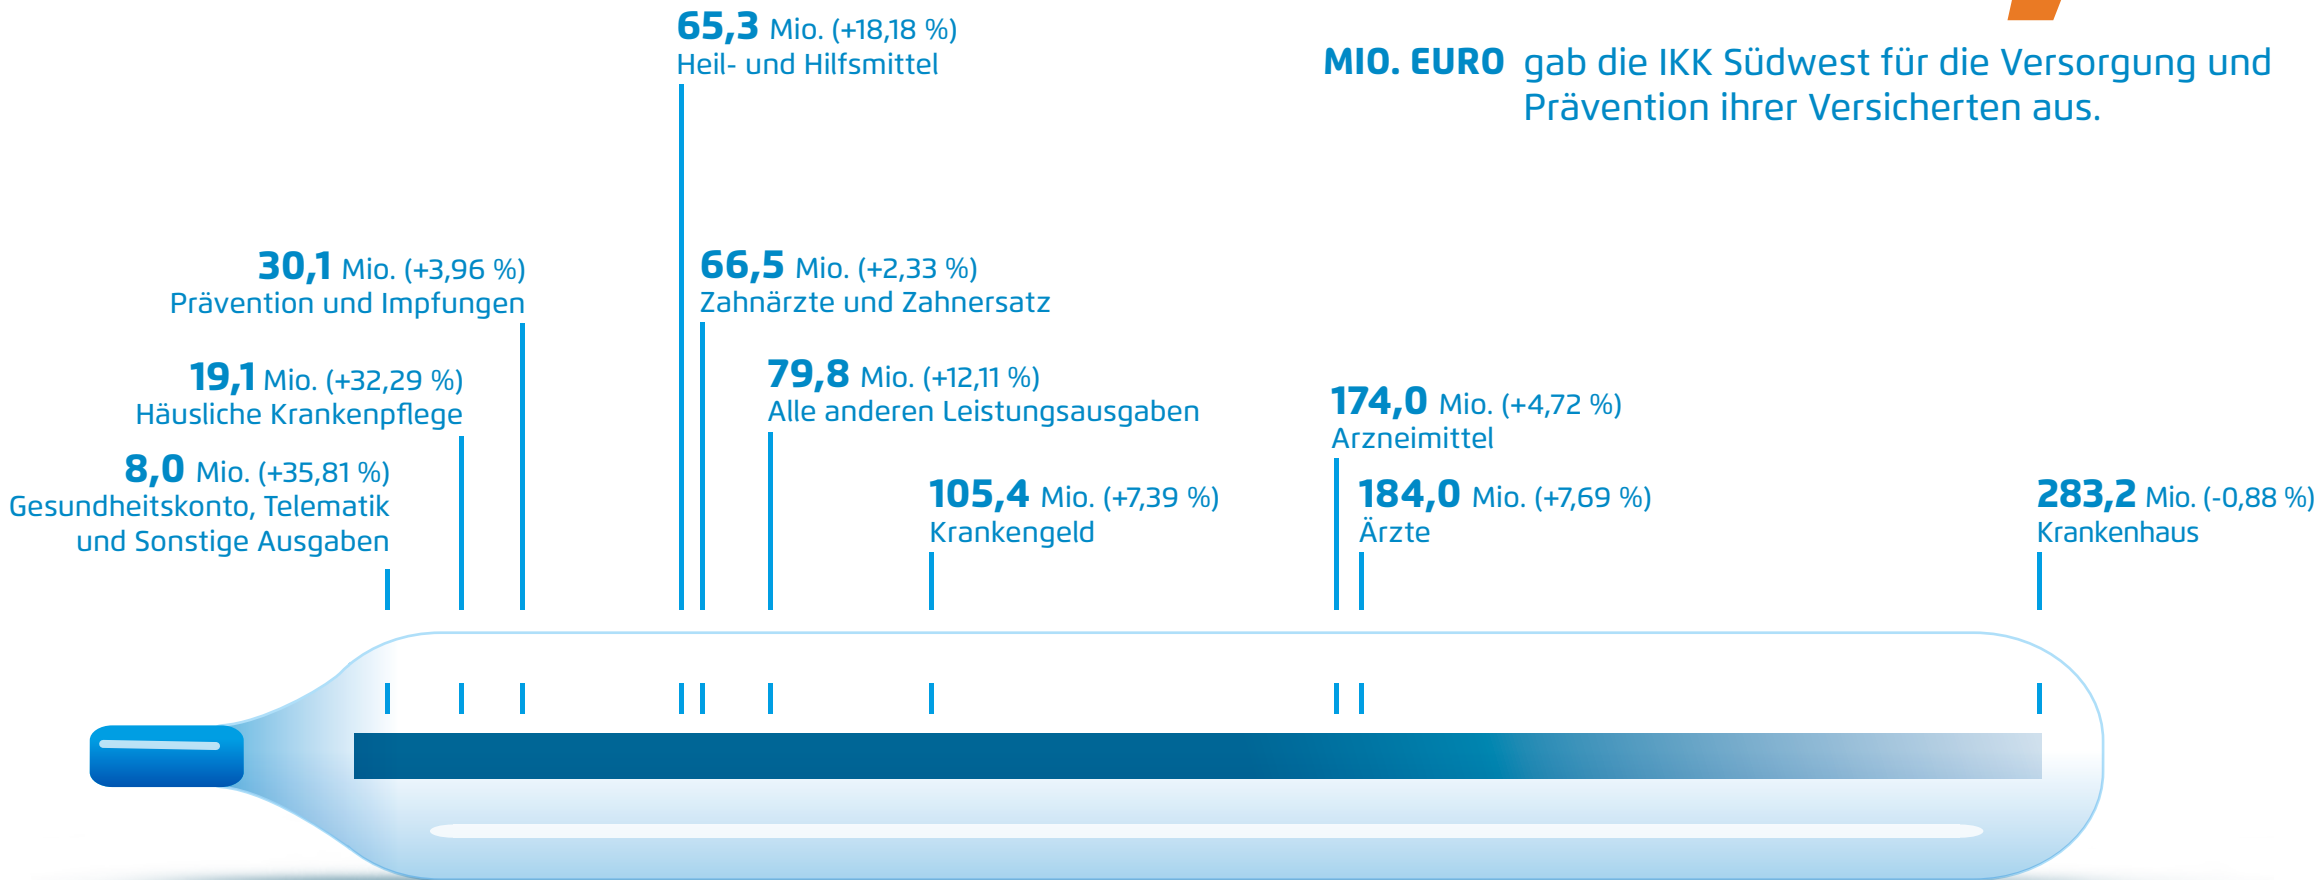 65,3 Mio. (+18,18 %)
Heil- und Hilfsmittel
MIO. EURO gab die IKK Südwest für die Versorgung und
Prävention ihrer Versicherten aus.
30,1 Mio. (+3,96 %)
Prävention und Impfungen
66,5 Mio. (+2,33 %)
Zahnärzte und Zahnersatz
19,1 Mio. (+32,29 %)
Häusliche Krankenpflege
79,8 Mio. (+12,11 %)
Alle anderen Leistungsausgaben
174,0 Mio. (+4,72 %)
Arzneimittel
8,0 Mio. (+35,81 %)
Gesundheitskonto, Telematik
und Sonstige Ausgaben
105,4 Mio. (+7,39 %)
Krankengeld
184,0 Mio. (+7,69 %)
Ärzte
283,2 Mio. (-0,88 %)
Krankenhaus